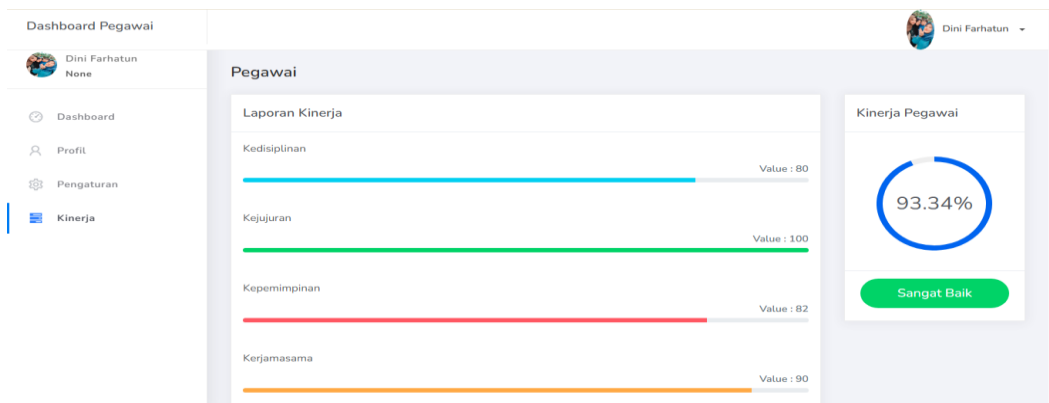 Dashboard Pegawai
Dini Farhatun
Dini Farhatun
None
Dashboard
Profil
Pengaturan
Kinerja
Pegawai
Laporan Kinerja
Kedisiplinan
Value : 80
Kejujuran
Value : 100
Kepemimpinan
Value : 82
Kerjamasama
Value : 90
Kinerja Pegawai
93.34%
Sangat Baik